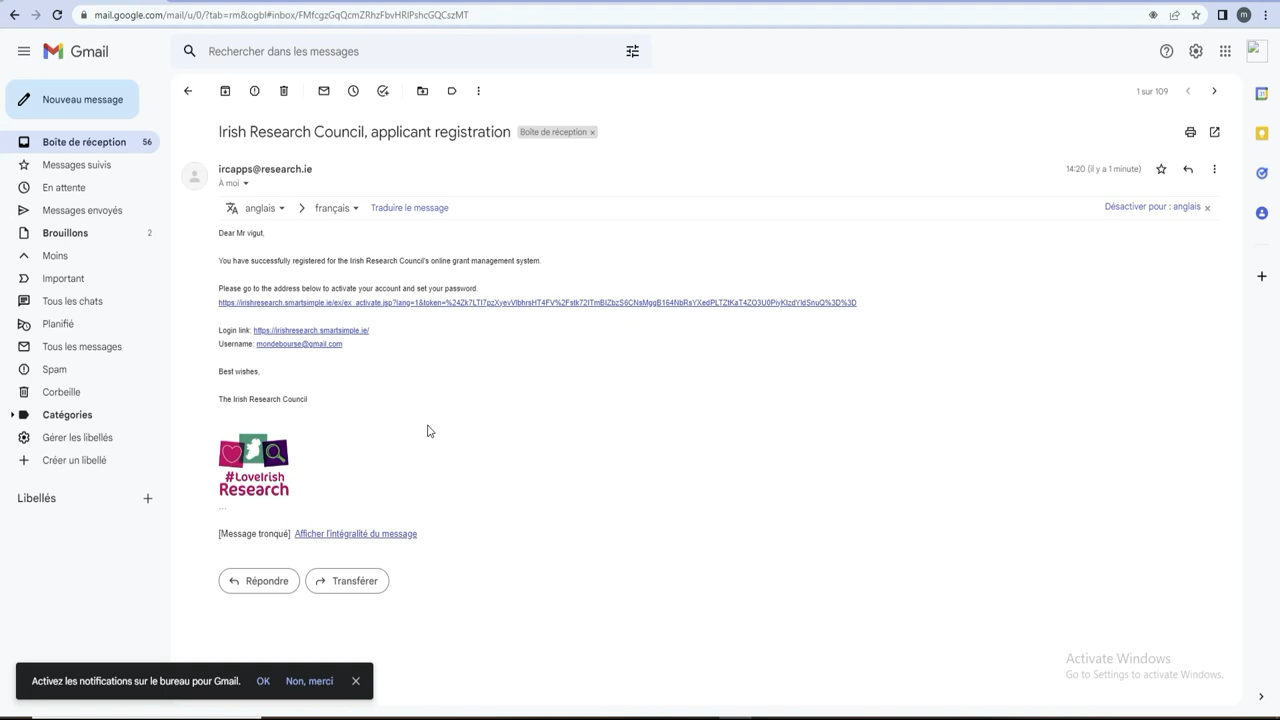 mail.google.com/mail/u/0/?tab=rm&ogbl#inbox/FMfcgzGqQcmZRhzFbvHRlPshcGQCszMT
m
Gmail
Rechercher dans les messages
Nouveau message
1 sur 109
Irish Research Council, applicant registration
Boîte de réception ×
Boîte de réception 56
Messages suivis
En attente
Messages envoyés
Brouillons 2
Moins
Important
Tous les chats
Planifié
Tous les messages
Spam
Corbeille
Catégories
Gérer les libellés
Créer un libellé
Libellés
ircapps@research.ie
14:20 (il y a 1 minute)
À moi
anglais > français Traduire le message
Désactiver pour : anglais ×
Dear Mr vigut,
You have successfully registered for the Irish Research Council's online grant management system.
Please go to the address below to activate your account and set your password.
Login link: https://irishresearch.smartsimple.ie/
Username: mondebourse@gmail.com
Best wishes,
The Irish Research Council
#LoveIrish
Research
...
[Message tronqué] Afficher l'intégralité du message
Répondre
Transférer
Activate Windows
Go to Settings to activate Windows.
Activez les notifications sur le bureau pour Gmail. OK Non, merci